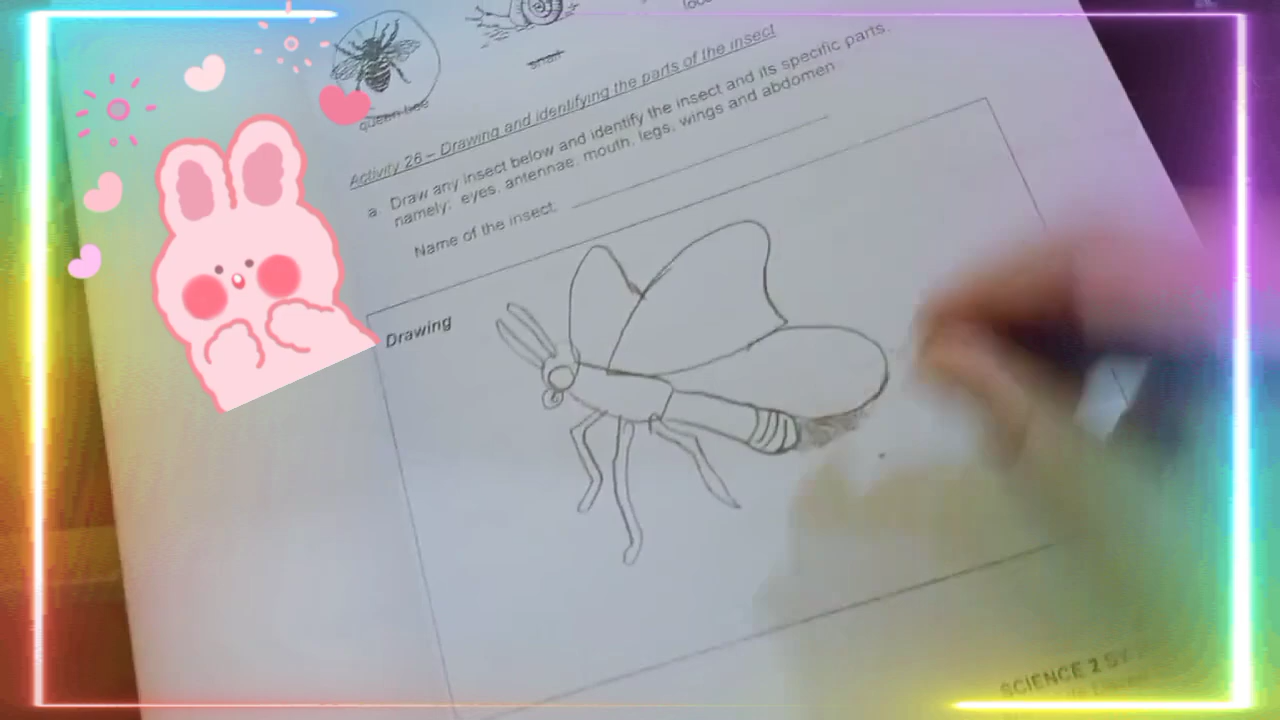 queen bee
snail
Activity 26 – Drawing and identifying the parts of the insect
a. Draw any insect below and identify the insect and its specific parts.
namely: eyes, antennae, mouth, legs, wings and abdomen
Name of the insect:
Drawing
SCIENCE 2 SY